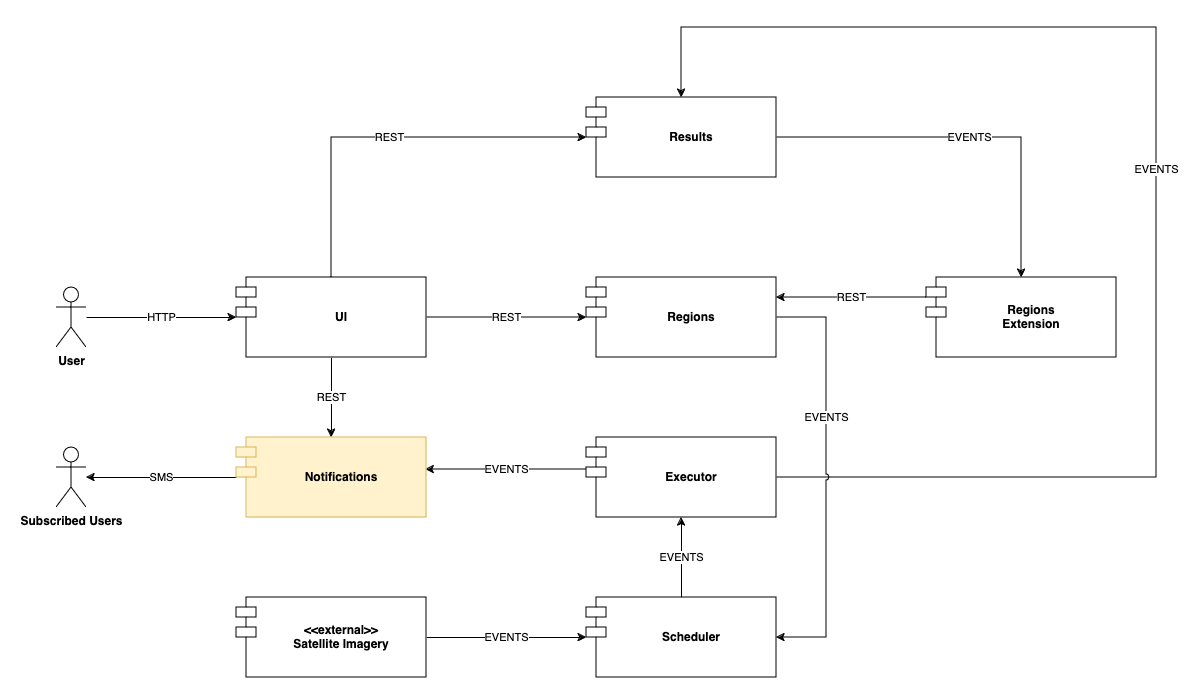 Results
REST
EVENTS
EVENTS
User
HTTP
UI
REST
Regions
REST
Regions
Extension
REST
EVENTS
Subscribed Users
SMS
Notifications
EVENTS
Executor
EVENTS
<<external>>
Satellite Imagery
EVENTS
Scheduler